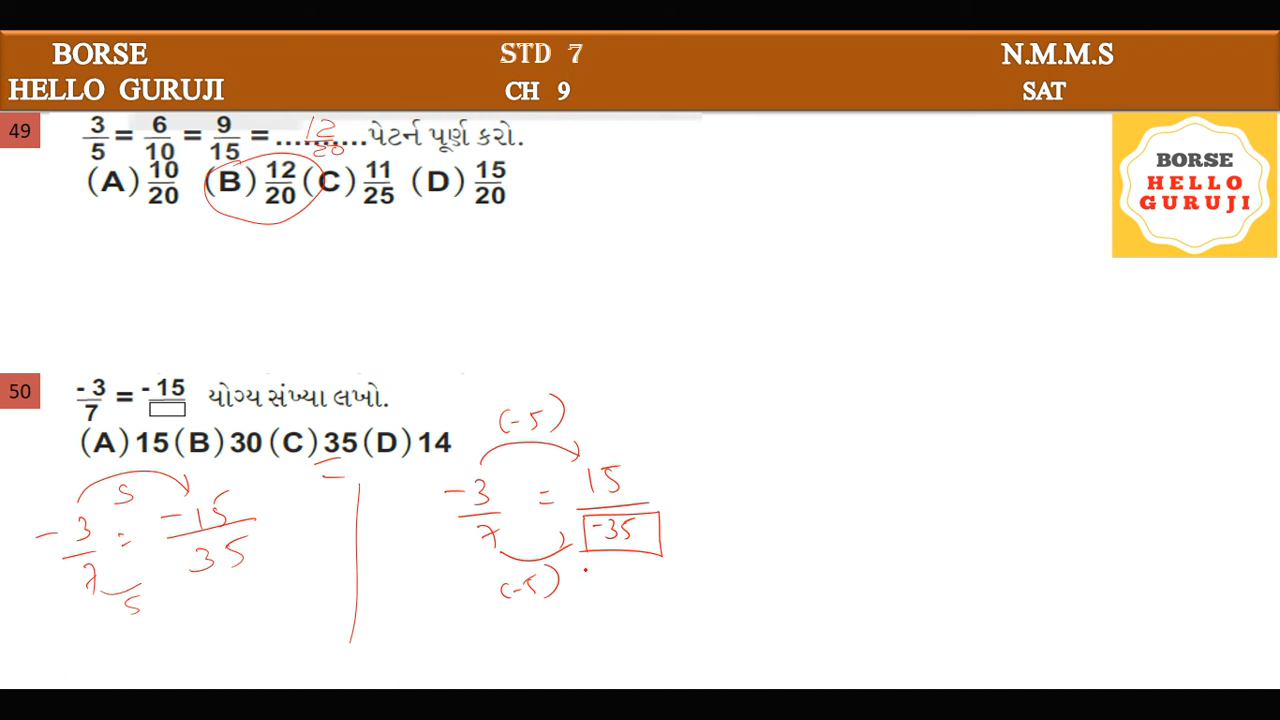 BORSE STD 7 N.M.M.S
HELLO GURUJI CH 9 SAT
49 3/5 = 6/10 = 9/15 = .......... પેટર્ન પૂર્ણ કરો.
12/20
(A) 10/20 (B) 12/20 (C) 11/25 (D) 15/20
BORSE
HELLO
GURUJI
50 -3/7 = -15/□ યોગ્ય સંખ્યા લખો.
(A) 15 (B) 30 (C) 35 (D) 14
5
-3/7 = -15/35
5
(-5)
-3/7 = 15/-35
(-5)